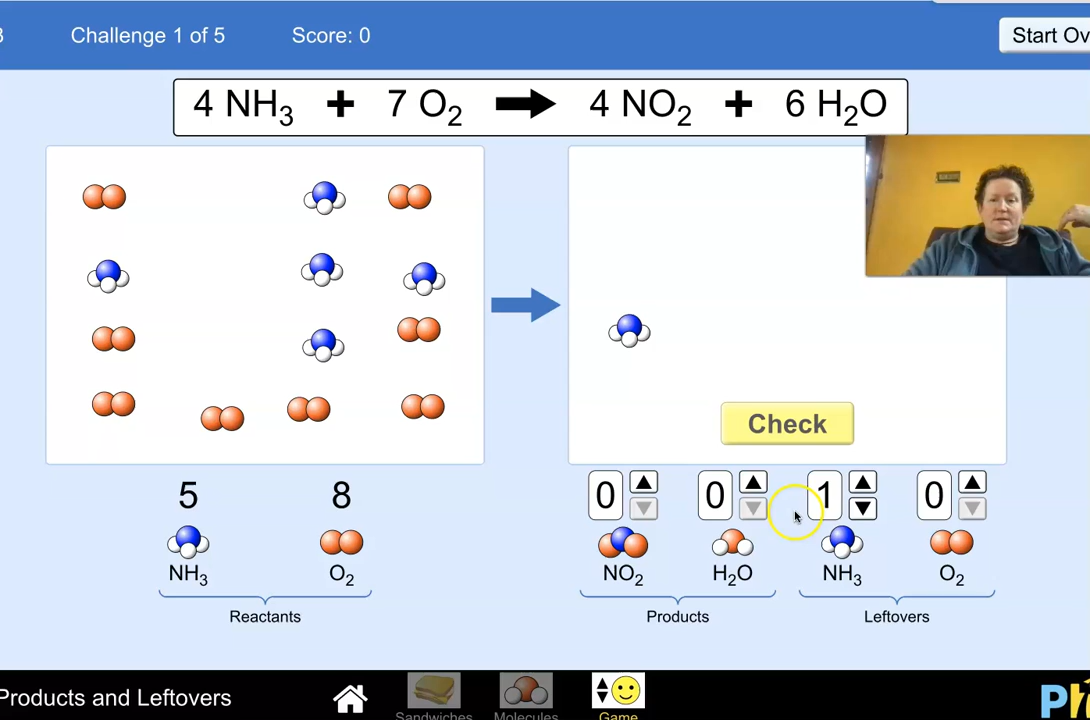 3 Challenge 1 of 5 Score: 0 Start Ov
4 NH₃ + 7 O₂ → 4 NO₂ + 6 H₂O
Check
5 8 0 0 1 0
NH₃ O₂ NO₂ H₂O NH₃ O₂
Reactants Products Leftovers
Products and Leftovers
Sandwiches Molecules Game
Ph